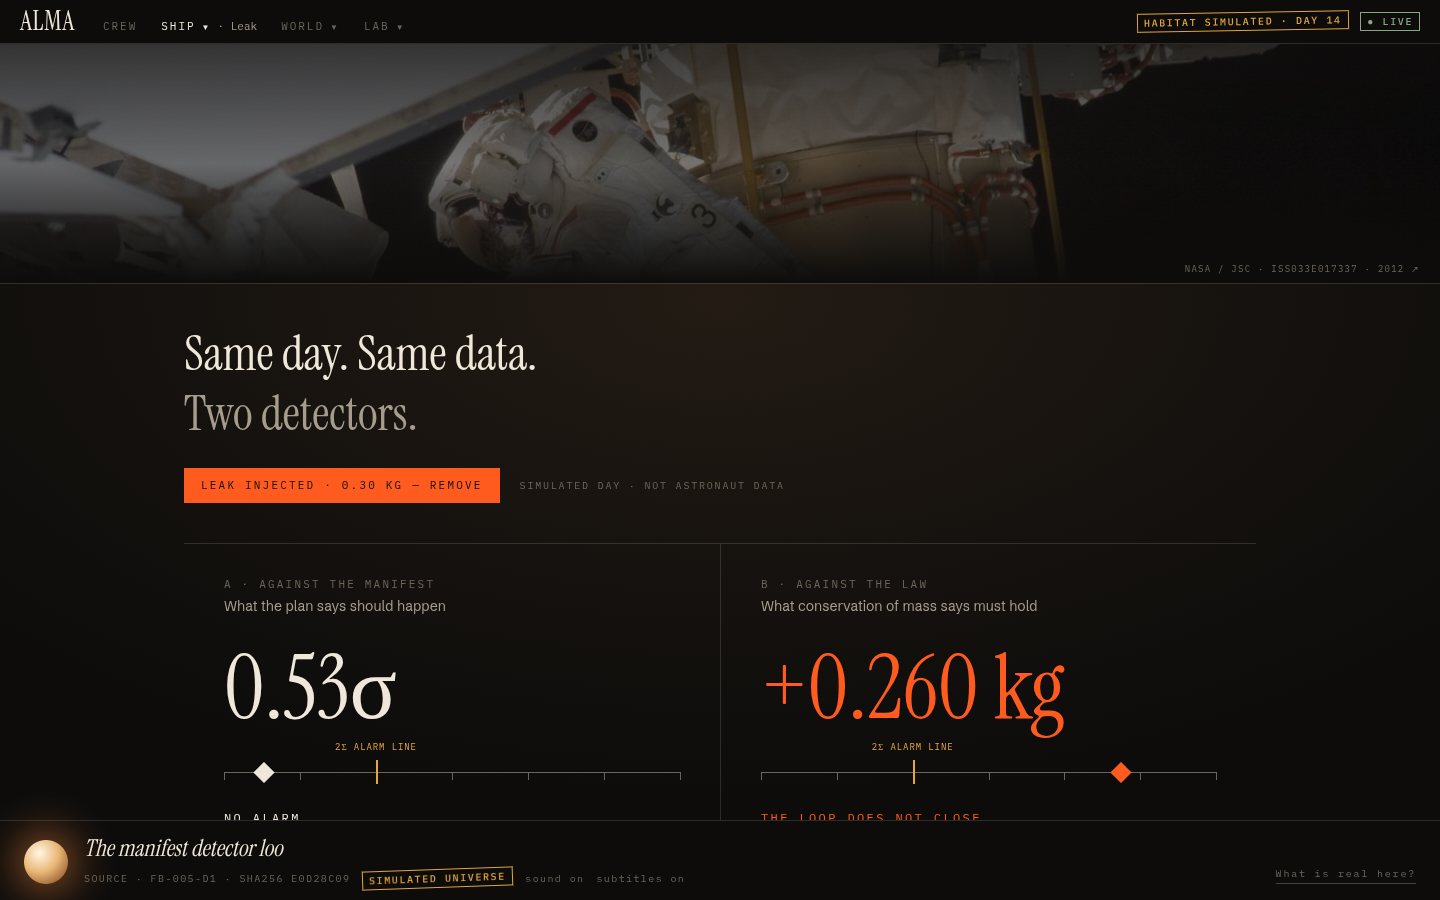 ALMA CREW SHIP ▾ · Leak WORLD ▾ LAB ▾ HABITAT SIMULATED · DAY 14 ● LIVE
3
NASA / JSC · ISS033E017337 · 2012 ↗
Same day. Same data.
Two detectors.
LEAK INJECTED · 0.30 KG — REMOVE SIMULATED DAY · NOT ASTRONAUT DATA
A · AGAINST THE MANIFEST
What the plan says should happen
0.53σ
2Σ ALARM LINE
NO ALARM
B · AGAINST THE LAW
What conservation of mass says must hold
+0.260 kg
2Σ ALARM LINE
THE LOOP DOES NOT CLOSE
The manifest detector loo
SOURCE · FB-005-D1 · SHA256 E0D28C09 SIMULATED UNIVERSE sound on subtitles on
What is real here?